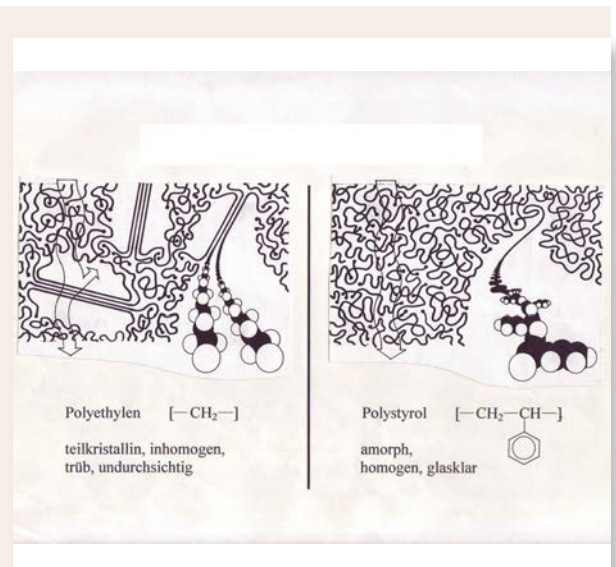 Polyethylen [—CH₂—]
teilkristallin, inhomogen,
trüb, undurchsichtig
Polystyrol [—CH₂—CH—]
amorph,
homogen, glasklar